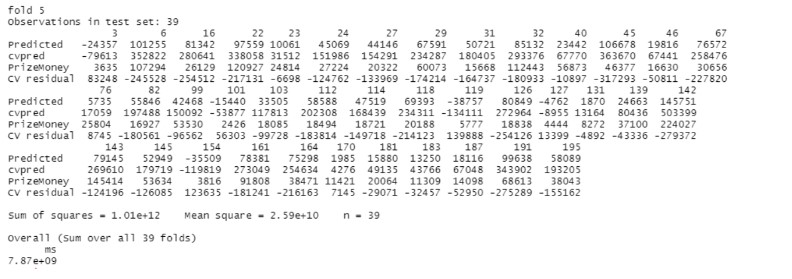 fold 5
Observations in test set: 39
3 6 16 22 23 24 27 29 31 32 40 45 46 67
Predicted -24357 101255 81342 97559 10061 45069 44146 67591 50721 85132 23442 106678 19816 76572
cvpred -79613 352822 280641 338058 31512 151986 154291 234287 180405 293376 67770 363670 67441 258476
PrizeMoney 3635 107294 26129 120927 24814 27224 20322 60073 15668 112443 56873 46377 16630 30656
CV residual 83248 -245528 -254512 -217131 -6698 -124762 -133969 -174214 -164737 -180933 -10897 -317293 -50811 -227820
76 82 99 101 103 112 114 118 119 126 127 131 139 142
Predicted 5735 55846 42468 -15440 33505 58588 47519 69393 -38757 80849 -4762 1870 24663 145751
cvpred 17059 197488 150092 -53877 117813 202308 168439 234311 -134111 272964 -8955 13164 80436 503399
PrizeMoney 25804 16927 53530 2426 18085 18494 18721 20188 5777 18838 4444 8272 37100 224027
CV residual 8745 -180561 -96562 56303 -99728 -183814 -149718 -214123 139888 -254126 13399 -4892 -43336 -279372
143 145 154 161 164 170 181 183 187 191 195
Predicted 79145 52949 -35509 78381 75298 1985 15880 13250 18116 99638 58089
cvpred 269610 179719 -119819 273049 254634 4276 49135 43766 67048 343902 193205
PrizeMoney 145414 53634 3816 91808 38471 11421 20064 11309 14098 68613 38043
CV residual -124196 -126085 123635 -181241 -216163 7145 -29071 -32457 -52950 -275289 -155162
Sum of squares = 1.01e+12 Mean square = 2.59e+10 n = 39
Overall (Sum over all 39 folds)
ms
7.87e+09